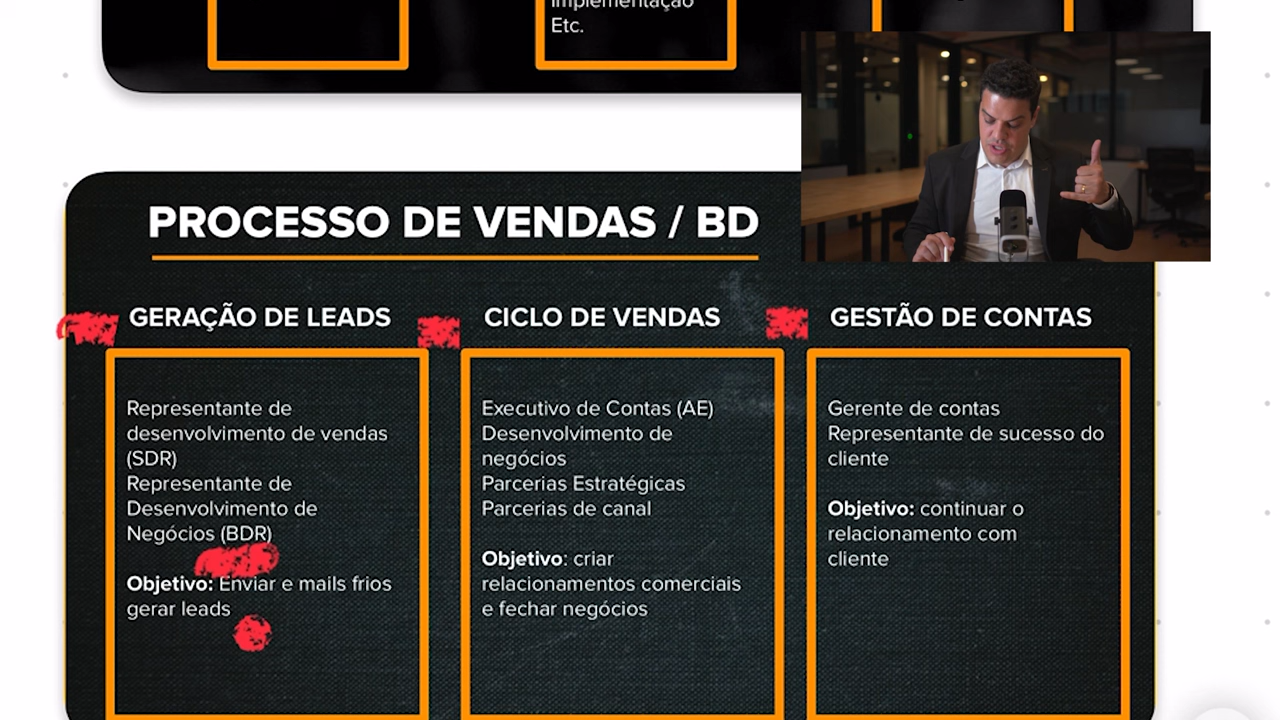 Implementação
Etc.
PROCESSO DE VENDAS / BD
GERAÇÃO DE LEADS
Representante de
desenvolvimento de vendas
(SDR)
Representante de
Desenvolvimento de
Negócios (BDR)
Objetivo: Enviar e mails frios
gerar leads
CICLO DE VENDAS
Executivo de Contas (AE)
Desenvolvimento de
negócios
Parcerias Estratégicas
Parcerias de canal
Objetivo: criar
relacionamentos comerciais
e fechar negócios
GESTÃO DE CONTAS
Gerente de contas
Representante de sucesso do
cliente
Objetivo: continuar o
relacionamento com
cliente